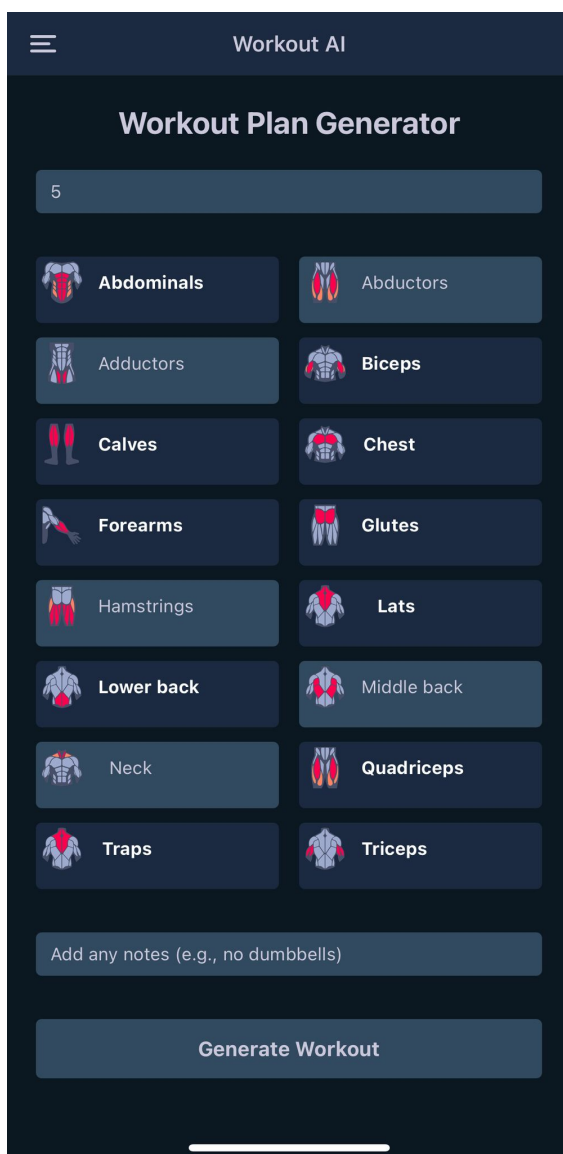 Workout AI
Workout Plan Generator
5
Abdominals
Abductors
Adductors
Biceps
Calves
Chest
Forearms
Glutes
Hamstrings
Lats
Lower back
Middle back
Neck
Quadriceps
Traps
Triceps
Add any notes (e.g., no dumbbells)
Generate Workout